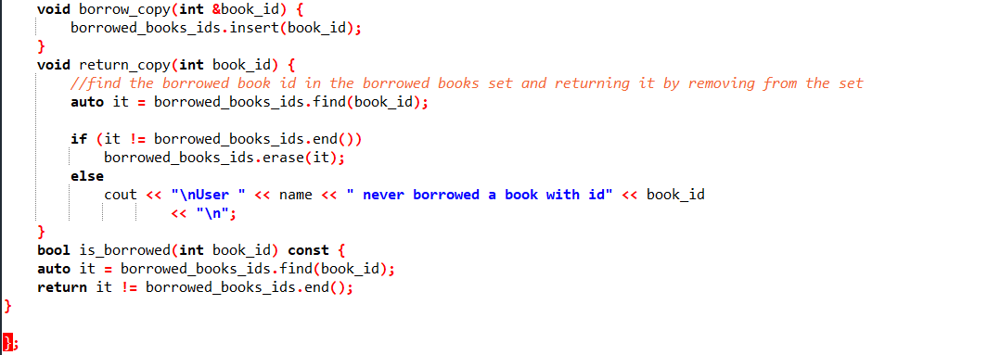 void borrow_copy(int &book_id) {
borrowed_books_ids.insert(book_id);
}
void return_copy(int book_id) {
//find the borrowed book id in the borrowed books set and returning it by removing from the set
auto it = borrowed_books_ids.find(book_id);
if (it != borrowed_books_ids.end())
borrowed_books_ids.erase(it);
else
cout << "\nUser " << name << " never borrowed a book with id" << book_id
<< "\n";
}
bool is_borrowed(int book_id) const {
auto it = borrowed_books_ids.find(book_id);
return it != borrowed_books_ids.end();
}
};